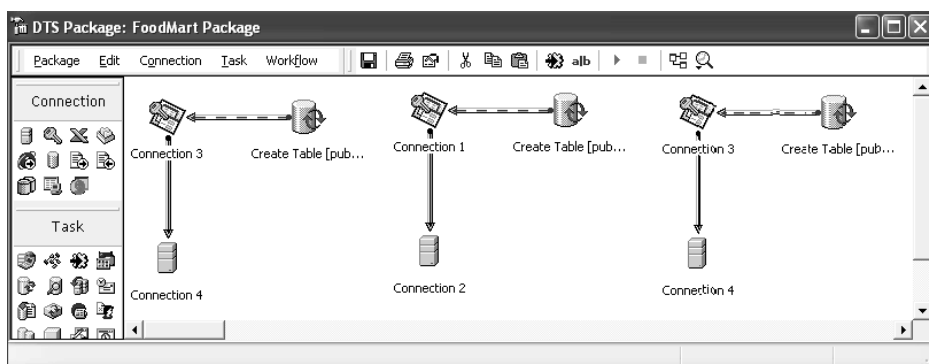 DTS Package: FoodMart Package
Package Edit Connection Task Workflow a|b
Connection
Connection 3 Create Table [pub... Connection 1 Create Table [pub... Connection 3 Create Table [pub...
Task
Connection 4 Connection 2 Connection 4